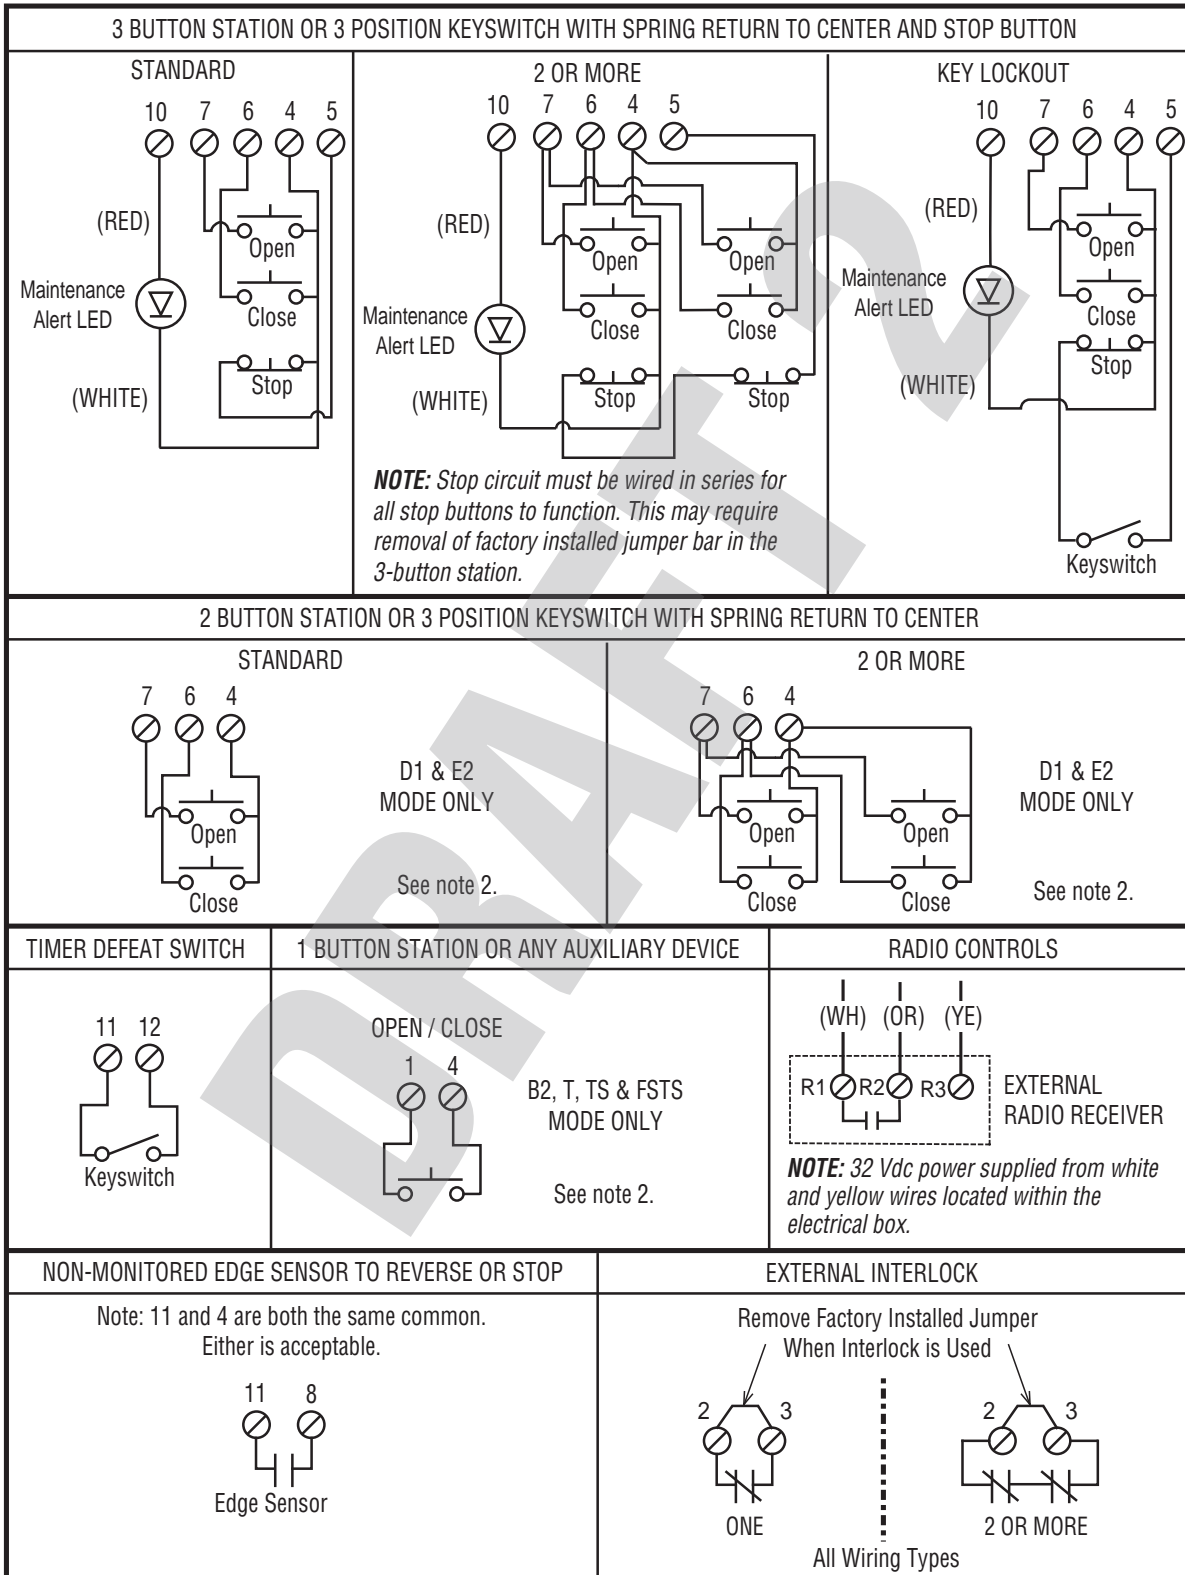 3 BUTTON STATION OR 3 POSITION KEYSWITCH WITH SPRING RETURN TO CENTER AND STOP BUTTON
STANDARD
10 7 6 4 5
(RED)
Open
Maintenance
Alert LED
Close
Stop
(WHITE)
2 OR MORE
10 7 6 4 5
(RED)
Open Open
Maintenance
Alert LED
Close Close
(WHITE)
Stop Stop
NOTE: Stop circuit must be wired in series for
all stop buttons to function. This may require
removal of factory installed jumper bar in the
3-button station.
KEY LOCKOUT
10 7 6 4 5
(RED)
Open
Maintenance
Alert LED
Close
Stop
(WHITE)
Keyswitch
2 BUTTON STATION OR 3 POSITION KEYSWITCH WITH SPRING RETURN TO CENTER
STANDARD
7 6 4
D1 & E2
MODE ONLY
Open
Close
See note 2.
2 OR MORE
7 6 4
D1 & E2
MODE ONLY
Open Open
Close Close
See note 2.
TIMER DEFEAT SWITCH
11 12
Keyswitch
1 BUTTON STATION OR ANY AUXILIARY DEVICE
OPEN / CLOSE
1 4
B2, T, TS & FSTS
MODE ONLY
See note 2.
RADIO CONTROLS
(WH) (OR) (YE)
R1 R2 R3
EXTERNAL
RADIO RECEIVER
NOTE: 32 Vdc power supplied from white
and yellow wires located within the
electrical box.
NON-MONITORED EDGE SENSOR TO REVERSE OR STOP
Note: 11 and 4 are both the same common.
Either is acceptable.
11 8
Edge Sensor
EXTERNAL INTERLOCK
Remove Factory Installed Jumper
When Interlock is Used
2 3 2 3
ONE 2 OR MORE
All Wiring Types
DRAFT 2